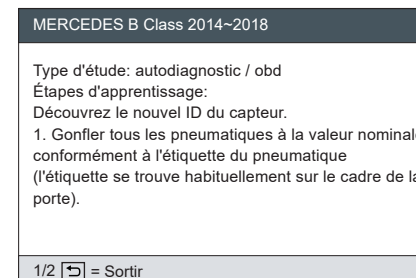 MERCEDES B Class 2014~2018
Type d'étude: autodiagnostic / obd
Étapes d'apprentissage:
Découvrez le nouvel ID du capteur.
1. Gonfler tous les pneumatiques à la valeur nominale
conformément à l'étiquette du pneumatique
(l'étiquette se trouve habituellement sur le cadre de la
porte).
1/2 = Sortir